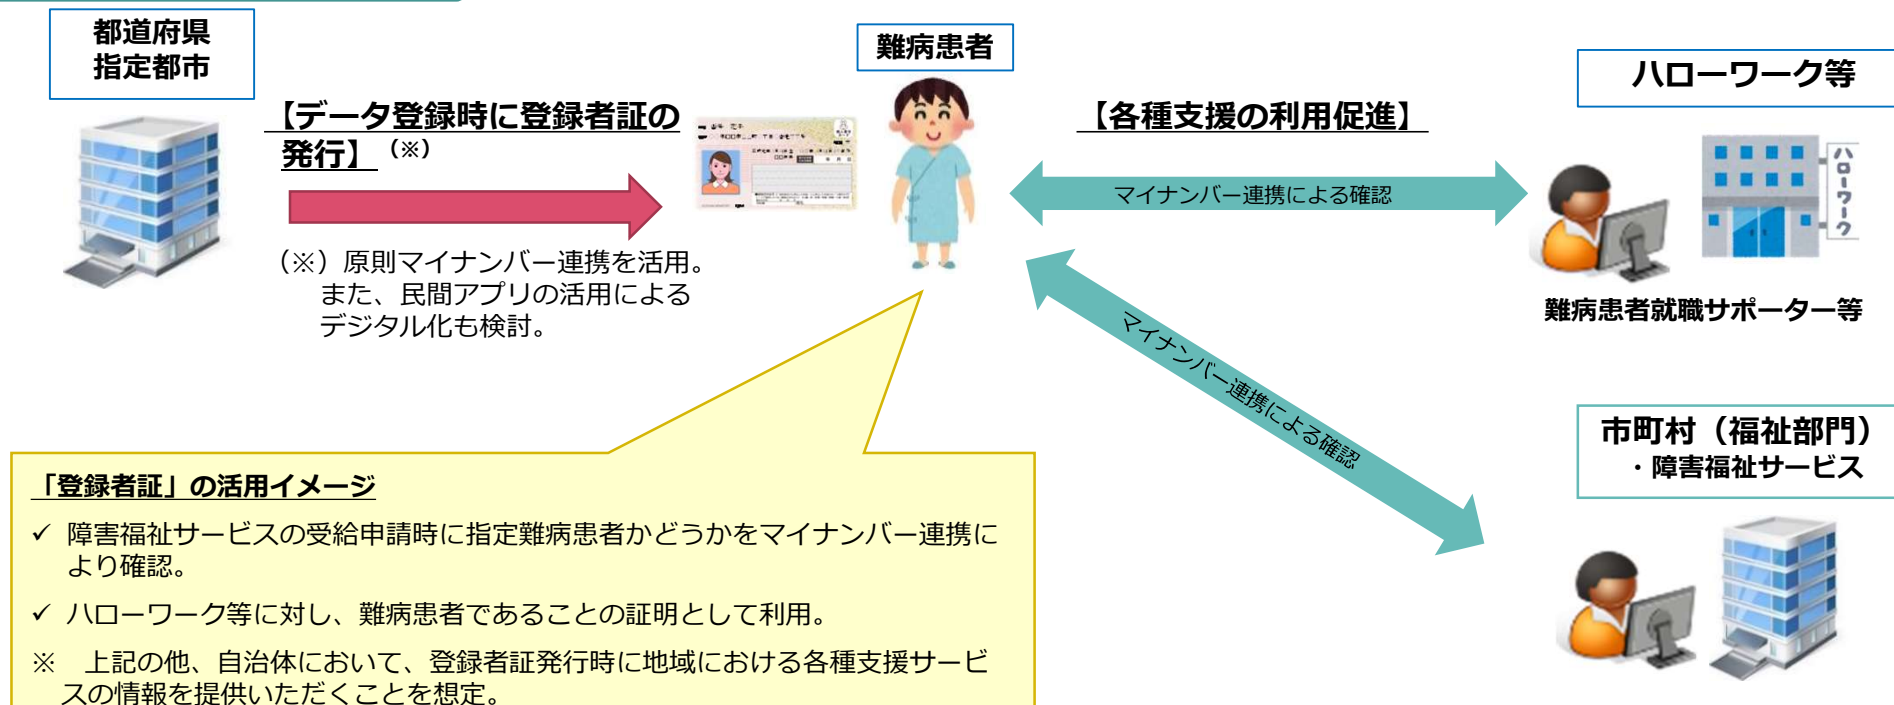 都道府県
指定都市
【データ登録時に登録者証の
発行】（※）
（※）原則マイナンバー連携を活用。
また、民間アプリの活用による
デジタル化も検討。
難病患者
【各種支援の利用促進】
マイナンバー連携による確認
マイナンバー連携による確認
ハローワーク等
ハローワーク
難病患者就職サポーター等
市町村（福祉部門）
・障害福祉サービス
「登録者証」の活用イメージ
✓ 障害福祉サービスの受給申請時に指定難病患者かどうかをマイナンバー連携に
より確認。
✓ ハローワーク等に対し、難病患者であることの証明として利用。
※ 上記の他、自治体において、登録者証発行時に地域における各種支援サービ
スの情報を提供いただくことを想定。